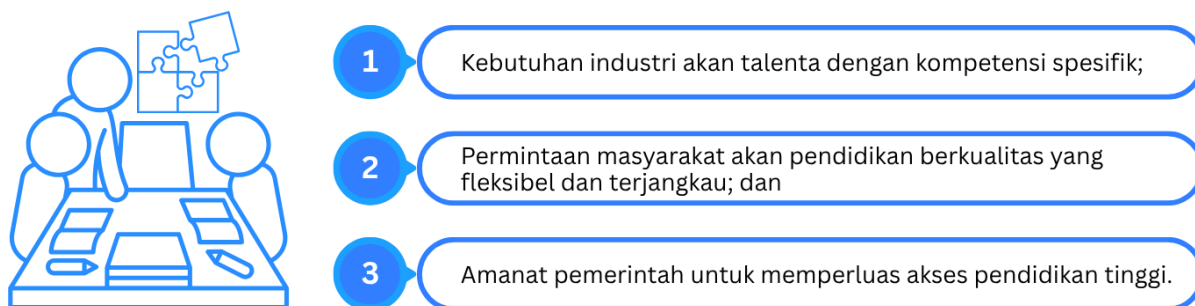 1
Kebutuhan industri akan talenta dengan kompetensi spesifik;
2
Permintaan masyarakat akan pendidikan berkualitas yang
fleksibel dan terjangkau; dan
3
Amanat pemerintah untuk memperluas akses pendidikan tinggi.